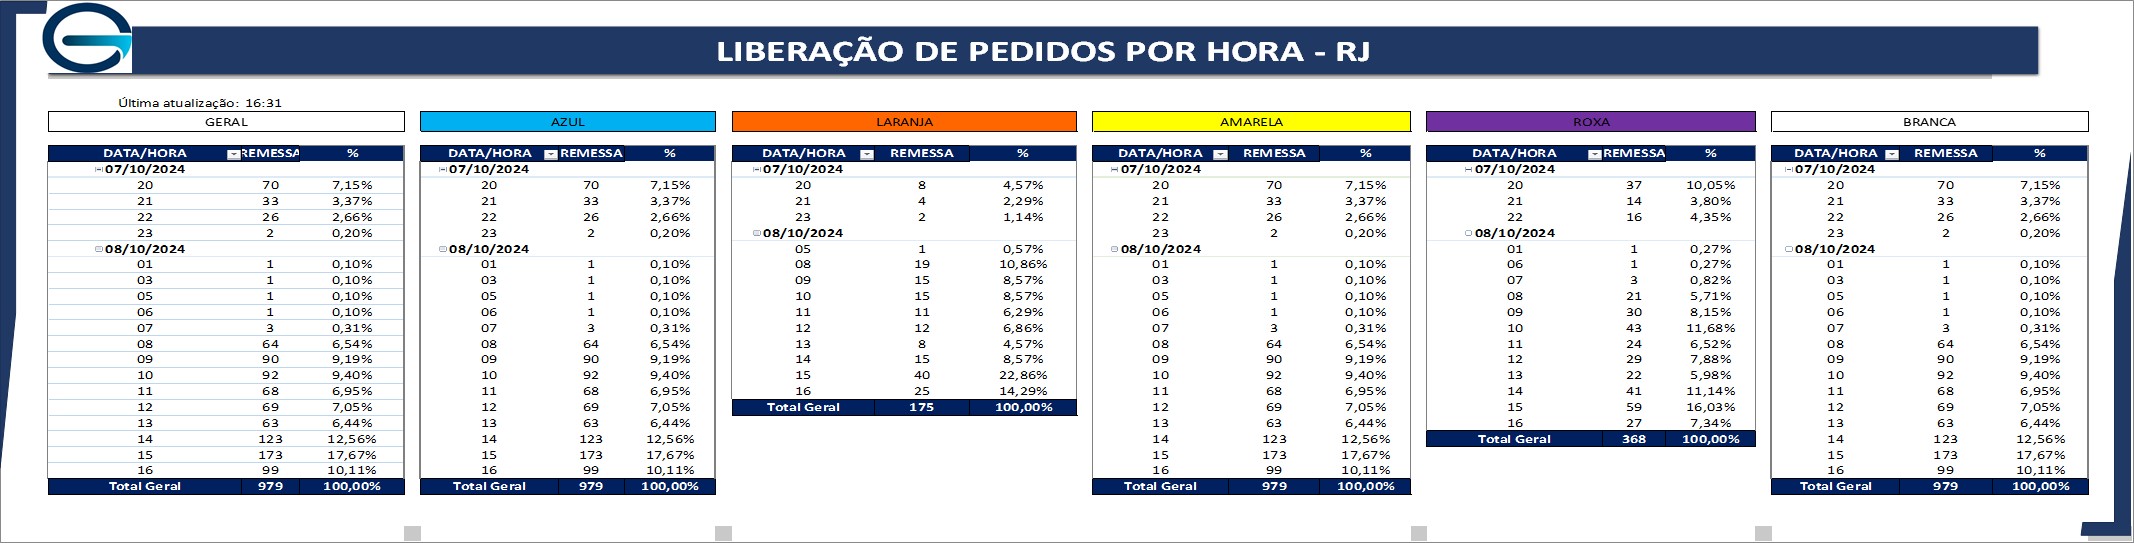 LIBERAÇÃO DE PEDIDOS POR HORA - RJ
Última atualização: 16:31
GERAL
DATA/HORA REMESSA %
07/10/2024
20 70 7,15%
21 33 3,37%
22 26 2,66%
23 2 0,20%
08/10/2024
01 1 0,10%
03 1 0,10%
05 1 0,10%
06 1 0,10%
07 3 0,31%
08 64 6,54%
09 90 9,19%
10 92 9,40%
11 68 6,95%
12 69 7,05%
13 63 6,44%
14 123 12,56%
15 173 17,67%
16 99 10,11%
Total Geral 979 100,00%
AZUL
DATA/HORA REMESSA %
07/10/2024
20 70 7,15%
21 33 3,37%
22 26 2,66%
23 2 0,20%
08/10/2024
01 1 0,10%
03 1 0,10%
05 1 0,10%
06 1 0,10%
07 3 0,31%
08 64 6,54%
09 90 9,19%
10 92 9,40%
11 68 6,95%
12 69 7,05%
13 63 6,44%
14 123 12,56%
15 173 17,67%
16 99 10,11%
Total Geral 979 100,00%
LARANJA
DATA/HORA REMESSA %
07/10/2024
20 8 4,57%
21 4 2,29%
23 2 1,14%
08/10/2024
05 1 0,57%
08 19 10,86%
09 15 8,57%
10 15 8,57%
11 11 6,29%
12 12 6,86%
13 8 4,57%
14 15 8,57%
15 40 22,86%
16 25 14,29%
Total Geral 175 100,00%
AMARELA
DATA/HORA REMESSA %
07/10/2024
20 70 7,15%
21 33 3,37%
22 26 2,66%
23 2 0,20%
08/10/2024
01 1 0,10%
03 1 0,10%
05 1 0,10%
06 1 0,10%
07 3 0,31%
08 64 6,54%
09 90 9,19%
10 92 9,40%
11 68 6,95%
12 69 7,05%
13 63 6,44%
14 123 12,56%
15 173 17,67%
16 99 10,11%
Total Geral 979 100,00%
ROXA
DATA/HORA REMESSA %
07/10/2024
20 37 10,05%
21 14 3,80%
22 16 4,35%
08/10/2024
01 1 0,27%
06 1 0,27%
07 3 0,82%
08 21 5,71%
09 30 8,15%
10 43 11,68%
11 24 6,52%
12 29 7,88%
13 22 5,98%
14 41 11,14%
15 59 16,03%
16 27 7,34%
Total Geral 368 100,00%
BRANCA
DATA/HORA REMESSA %
07/10/2024
20 70 7,15%
21 33 3,37%
22 26 2,66%
23 2 0,20%
08/10/2024
01 1 0,10%
03 1 0,10%
05 1 0,10%
06 1 0,10%
07 3 0,31%
08 64 6,54%
09 90 9,19%
10 92 9,40%
11 68 6,95%
12 69 7,05%
13 63 6,44%
14 123 12,56%
15 173 17,67%
16 99 10,11%
Total Geral 979 100,00%